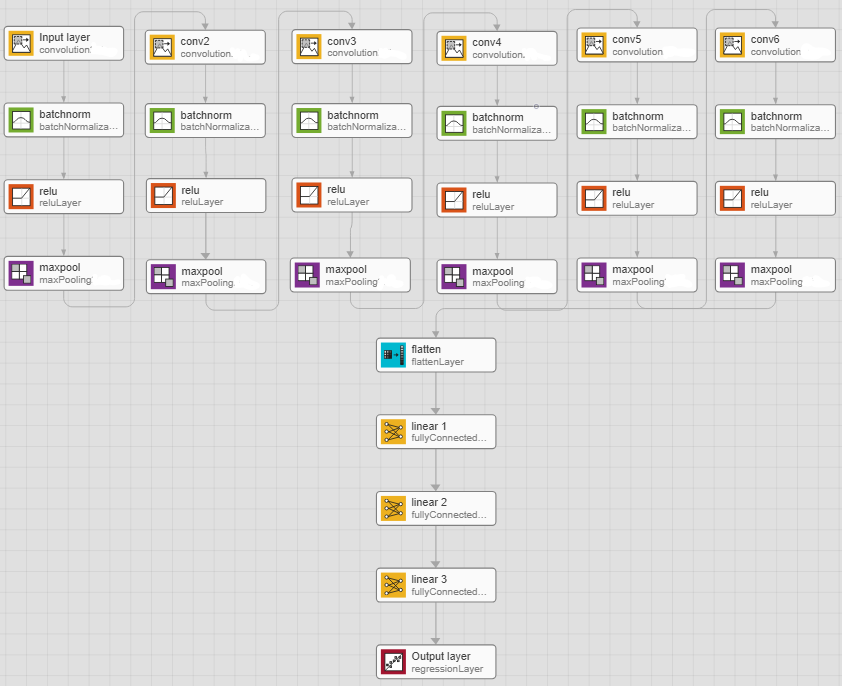 Input layer
convolution
batchnorm
batchNormaliza...
relu
reluLayer
maxpool
maxPooling
conv2
convolution.
batchnorm
batchNormaliza...
relu
reluLayer
maxpool
maxPooling
conv3
convolution
batchnorm
batchNormaliza...
relu
reluLayer
maxpool
maxPooling
conv4
convolution.
batchnorm
batchNormaliza...
relu
reluLayer
maxpool
maxPooling
conv5
convolution
batchnorm
batchNormaliza...
relu
reluLayer
maxpool
maxPooling
conv6
convolution
batchnorm
batchNormaliza...
relu
reluLayer
maxpool
maxPooling
flatten
flattenLayer
linear 1
fullyConnected...
linear 2
fullyConnected...
linear 3
fullyConnected...
Output layer
regressionLayer